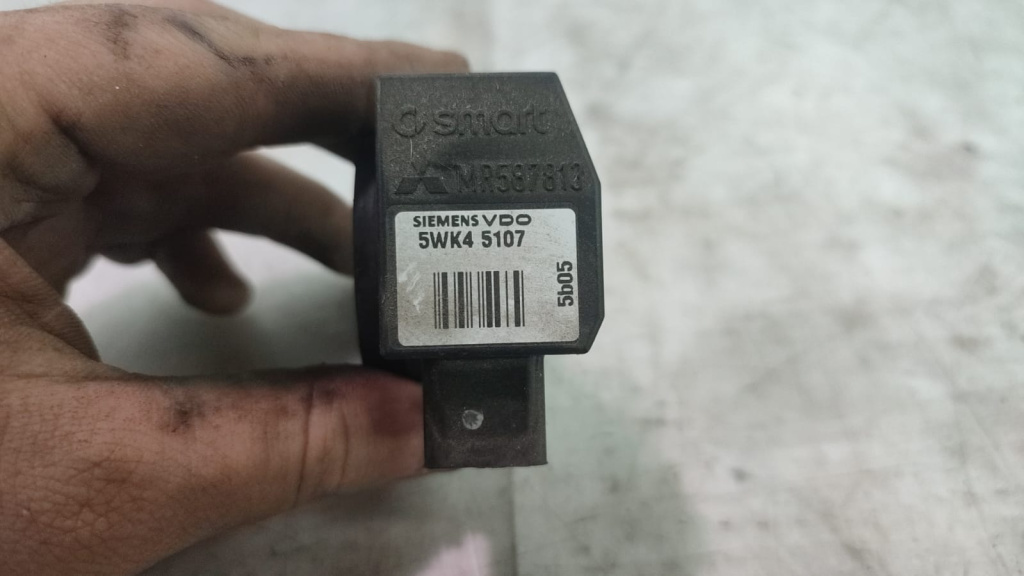 smart
MR587813
SIEMENS VDO
5WK4 5107
5b05